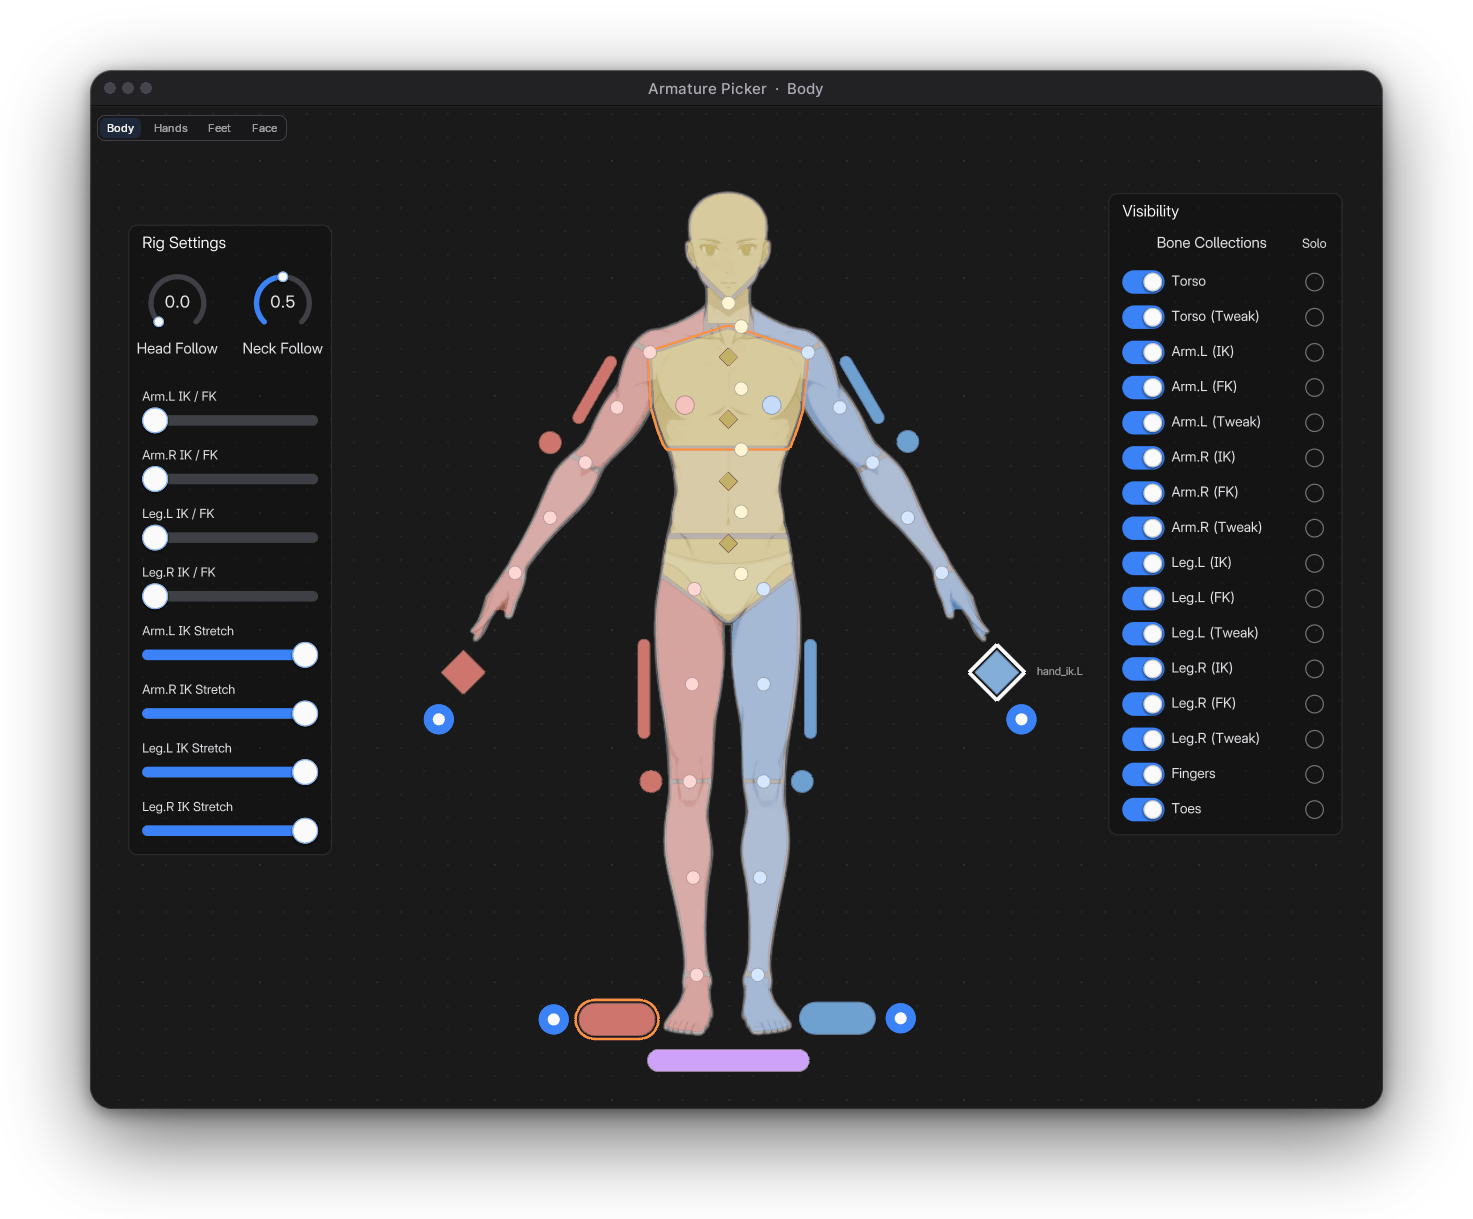 Armature Picker · Body
Body Hands Feet Face
Rig Settings
0.0 0.5
Head Follow Neck Follow
Arm.L IK / FK
Arm.R IK / FK
Leg.L IK / FK
Leg.R IK / FK
Arm.L IK Stretch
Arm.R IK Stretch
Leg.L IK Stretch
Leg.R IK Stretch
hand_ik.L
Visibility
Bone Collections Solo
Torso
Torso (Tweak)
Arm.L (IK)
Arm.L (FK)
Arm.L (Tweak)
Arm.R (IK)
Arm.R (FK)
Arm.R (Tweak)
Leg.L (IK)
Leg.L (FK)
Leg.L (Tweak)
Leg.R (IK)
Leg.R (FK)
Leg.R (Tweak)
Fingers
Toes